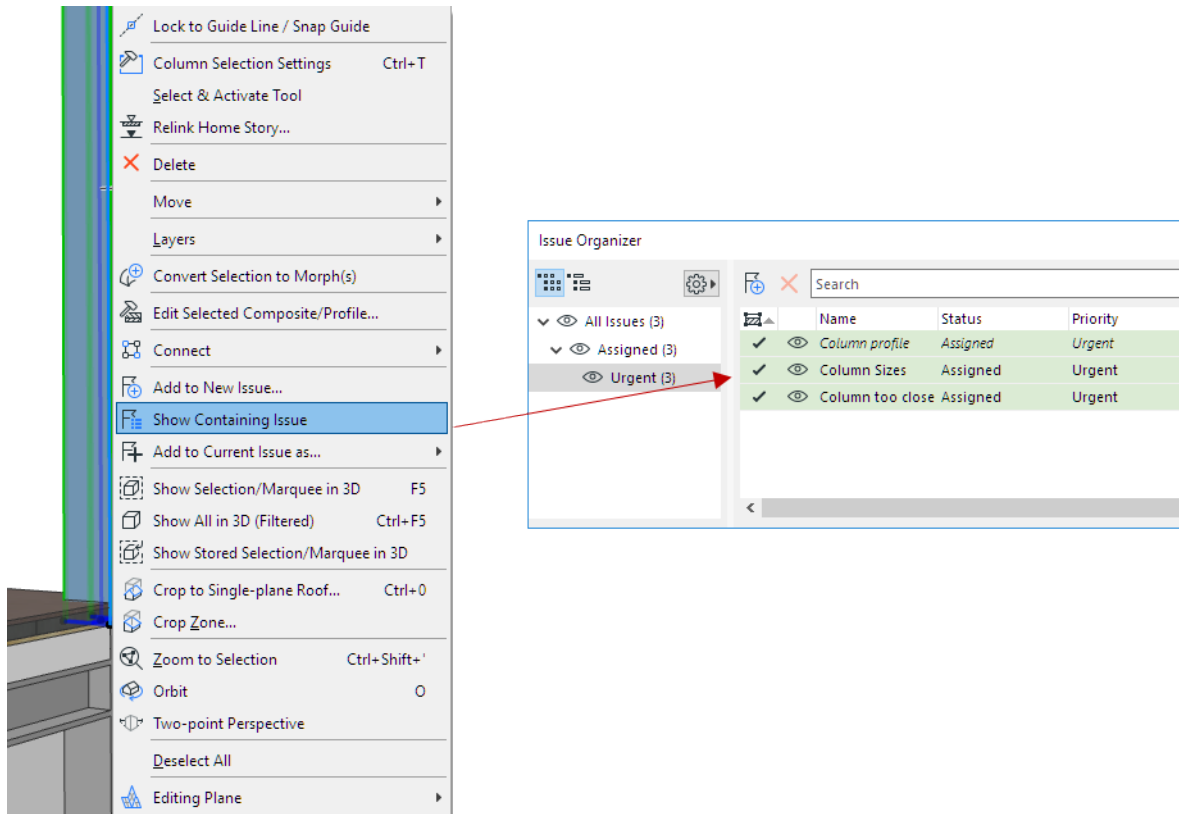 Lock to Guide Line / Snap Guide
Column Selection Settings Ctrl+T
Select & Activate Tool
Relink Home Story...
Delete
Move
Layers
Convert Selection to Morph(s)
Edit Selected Composite/Profile...
Connect
Add to New Issue...
Show Containing Issue
Add to Current Issue as...
Show Selection/Marquee in 3D F5
Show All in 3D (Filtered) Ctrl+F5
Show Stored Selection/Marquee in 3D
Crop to Single-plane Roof... Ctrl+0
Crop Zone...
Zoom to Selection Ctrl+Shift+'
Orbit O
Two-point Perspective
Deselect All
Editing Plane
Issue Organizer
Search
All Issues (3)
Assigned (3)
Urgent (3)
Name Status Priority
Column profile Assigned Urgent
Column Sizes Assigned Urgent
Column too close Assigned Urgent